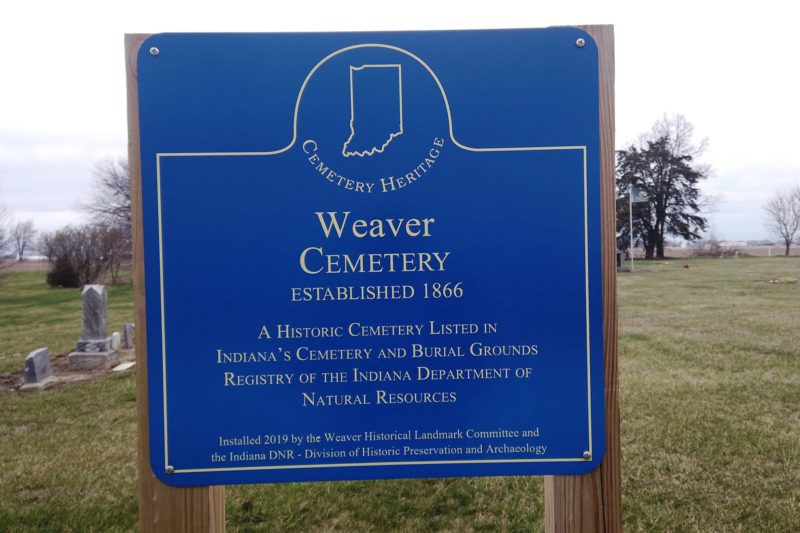 Cemetery Heritage
Weaver
Cemetery
Established 1866
A Historic Cemetery Listed in
Indiana's Cemetery and Burial Grounds
Registry of the Indiana Department of
Natural Resources
Installed 2019 by the Weaver Historical Landmark Committee and
the Indiana DNR - Division of Historic Preservation and Archaeology